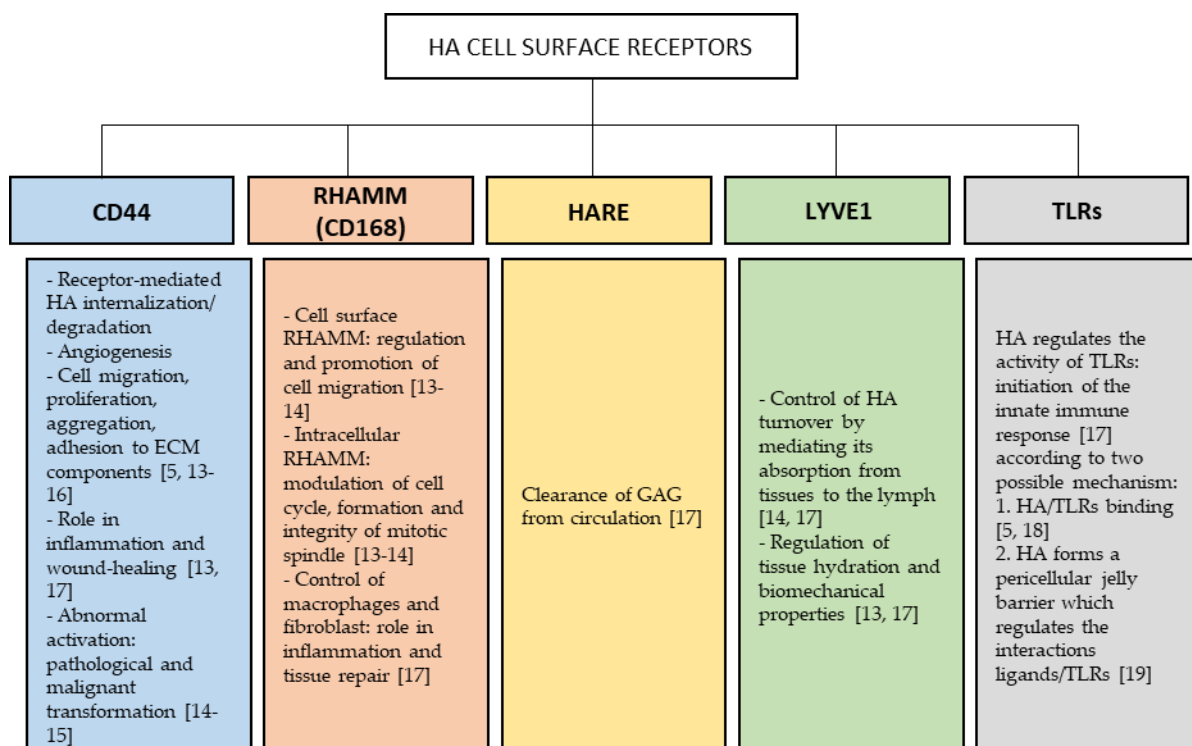 HA CELL SURFACE RECEPTORS
CD44
RHAMM
(CD168)
HARE
LYVE1
TLRs
- Receptor-mediated
HA internalization/
degradation
- Angiogenesis
- Cell migration,
proliferation,
aggregation,
adhesion to ECM
components [5, 13-
16]
- Role in
inflammation and
wound-healing [13,
17]
- Abnormal
activation:
pathological and
malignant
transformation [14-
15]
- Cell surface
RHAMM: regulation
and promotion of
cell migration [13-
14]
- Intracellular
RHAMM:
modulation of cell
cycle, formation and
integrity of mitotic
spindle [13-14]
- Control of
macrophages and
fibroblast: role in
inflammation and
tissue repair [17]
Clearance of GAG
from circulation [17]
- Control of HA
turnover by
mediating its
absorption from
tissues to the lymph
[14, 17]
- Regulation of
tissue hydration and
biomechanical
properties [13, 17]
HA regulates the
activity of TLRs:
initiation of the
innate immune
response [17]
according to two
possible mechanism:
1. HA/TLRs binding
[5, 18]
2. HA forms a
pericellular jelly
barrier which
regulates the
interactions
ligands/TLRs [19]